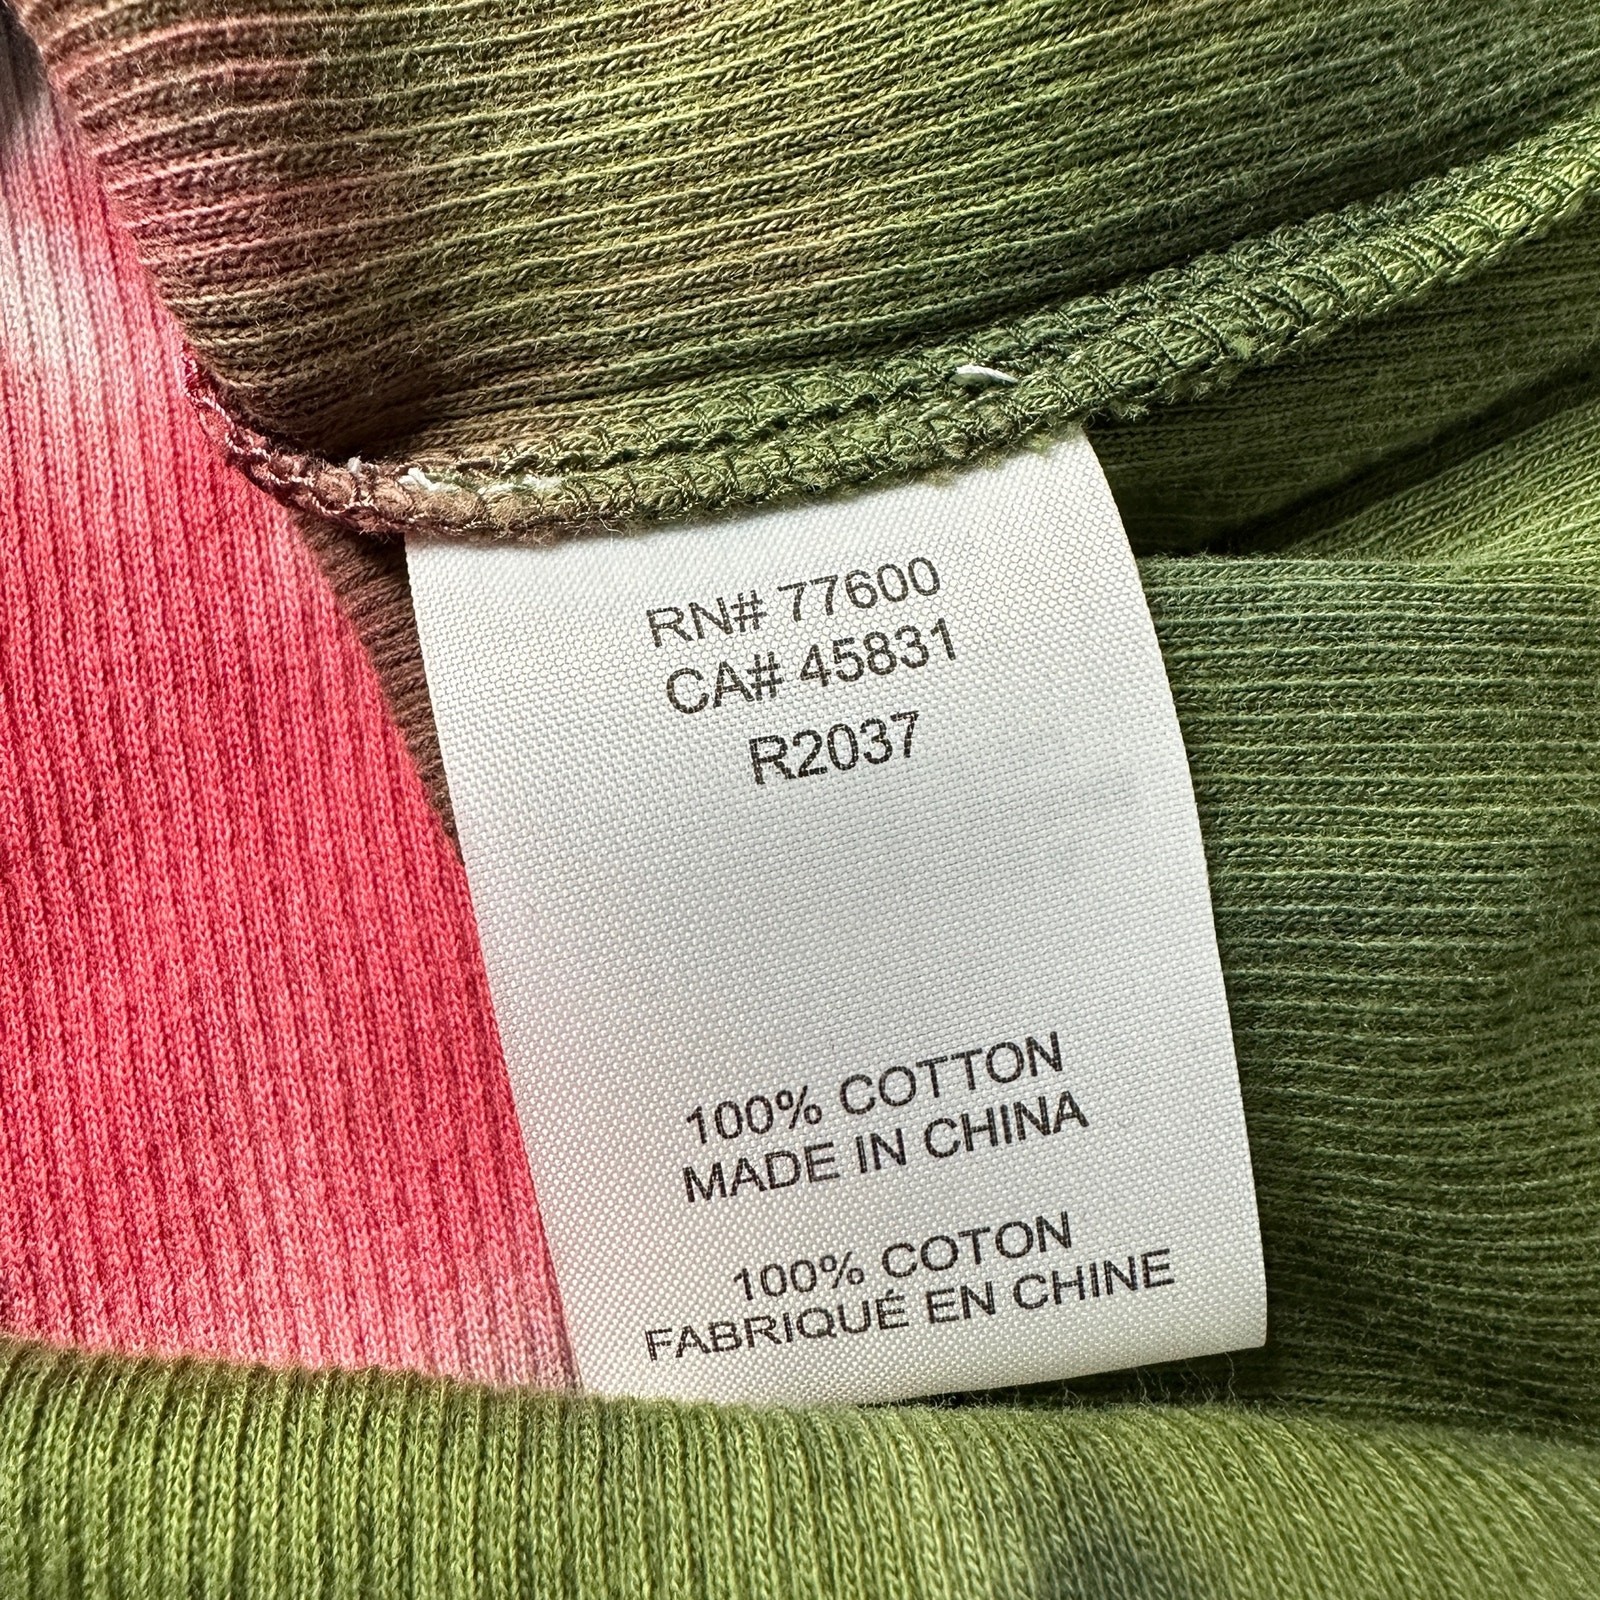 RN# 77600
CA# 45831
R2037
100% COTTON
MADE IN CHINA
100% COTON
FABRIQUÉ EN CHINE